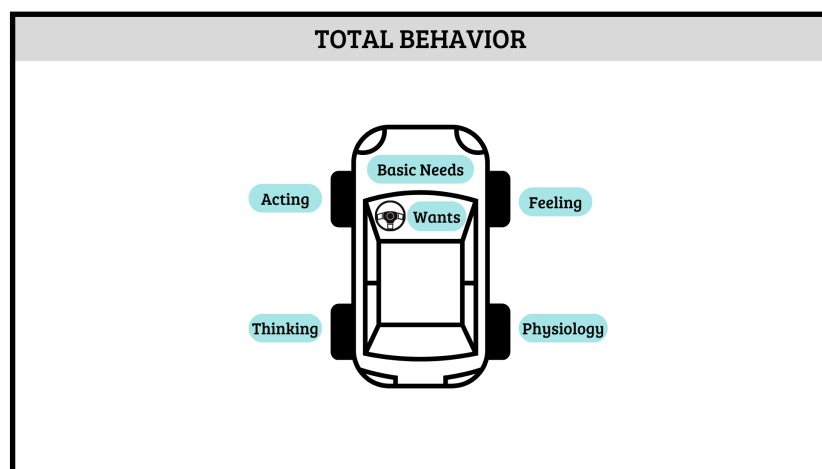 TOTAL BEHAVIOR
Basic Needs
Acting
Feeling
Wants
Thinking
Physiology